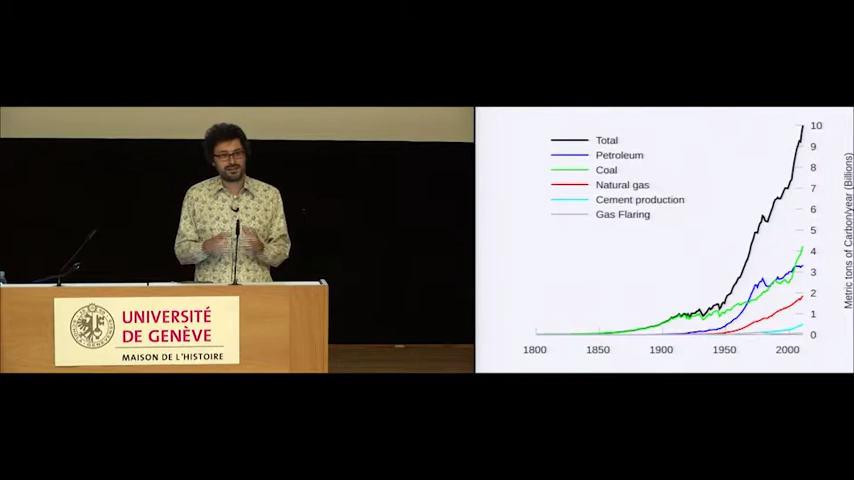 UNIVERSITÉ
DE GENÈVE
MAISON DE L'HISTOIRE
Total
Petroleum
Coal
Natural gas
Cement production
Gas Flaring
10
9
8
7
6
5
4
3
2
1
0
Metric tons of Carbon/year (Billions)
1800
1850
1900
1950
2000